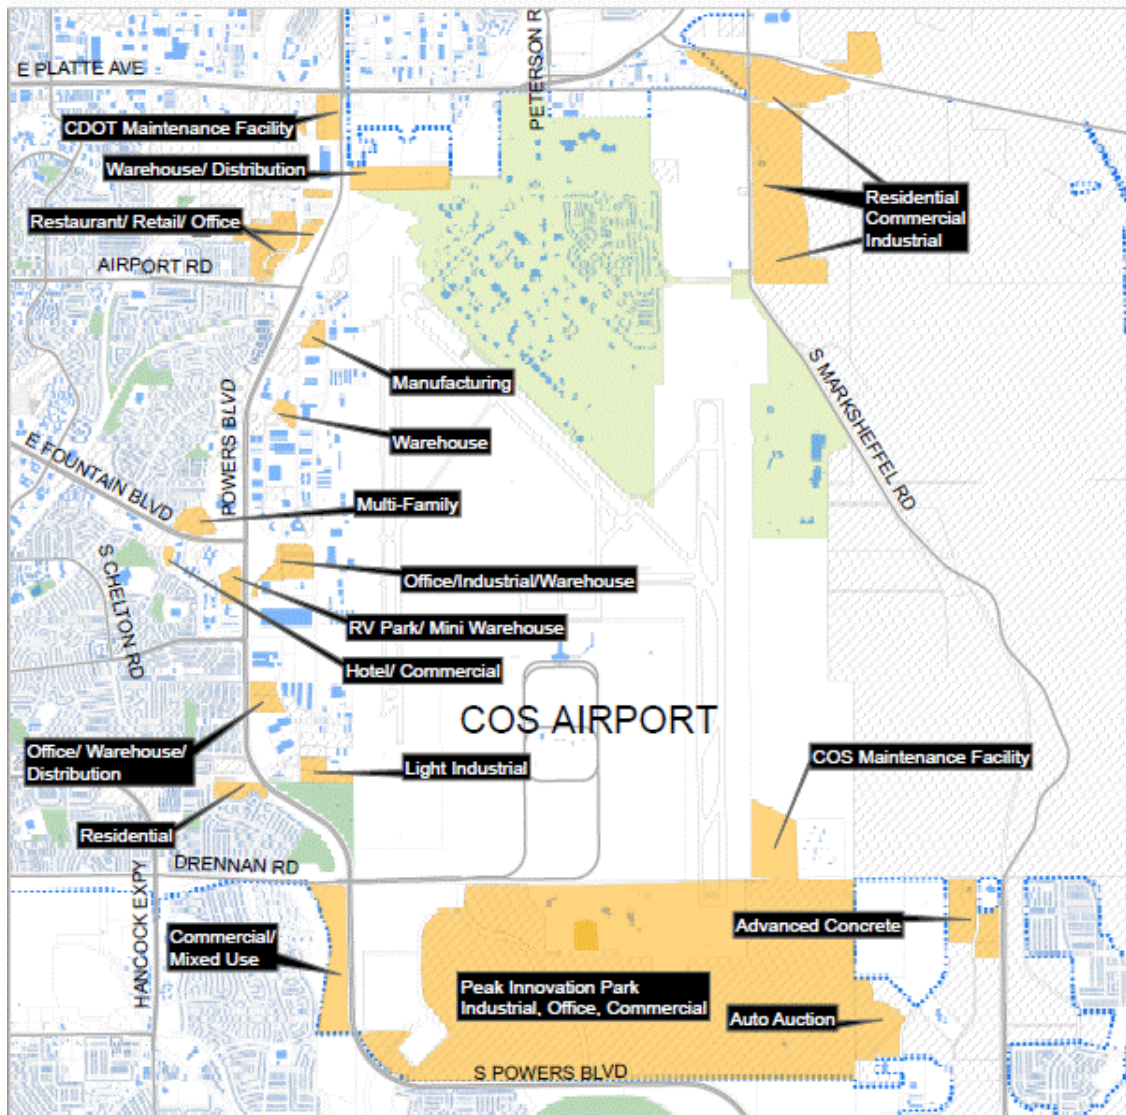 E PLATTE AVE
PETERSON R
CDOT Maintenance Facility
Warehouse/ Distribution
Residential
Commercial
Industrial
Restaurant/ Retail/ Office
AIRPORT RD
Manufacturing
S MARKSHEFFEL RD
POWERS BLVD
Warehouse
E FOUNTAIN BLVD
Multi-Family
S CHELTON RD
Office/Industrial/Warehouse
RV Park/ Mini Warehouse
Hotel/ Commercial
COS AIRPORT
Office/ Warehouse/
Distribution
Light Industrial
COS Maintenance Facility
Residential
DRENNAN RD
HANCOCK EXPY
Commercial/
Mixed Use
Advanced Concrete
Peak Innovation Park
Industrial, Office, Commercial
Auto Auction
S POWERS BLVD